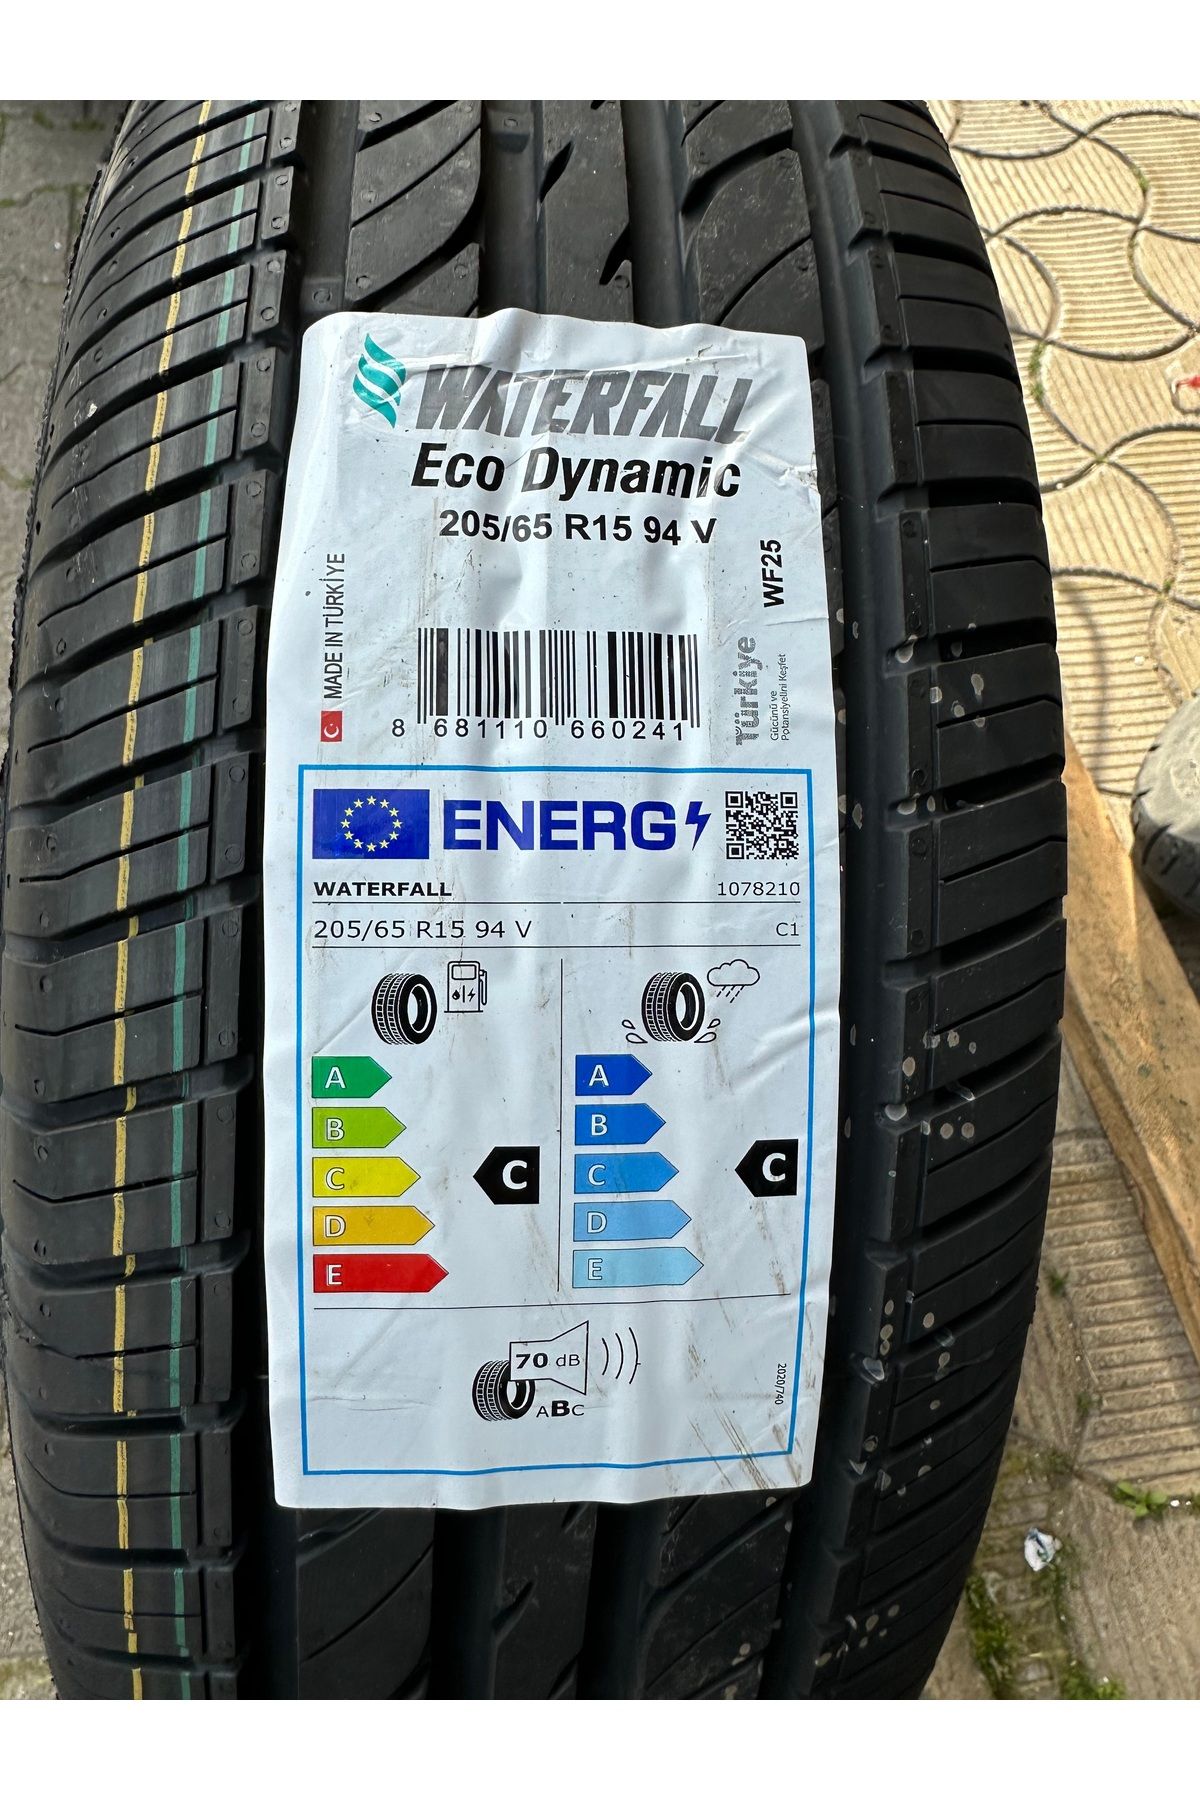 WATERFALL
Eco Dynamic
205/65 R15 94 V
WF25
MADE IN TÜRKİYE
8 681110 660241
Türkiye
Gücünü ve
Potansiyelini Keşfet
ENERG
WATERFALL 1078210
205/65 R15 94 V C1
A A
B B
C C C C
D D
E E
70 dB
ABC
2020/740